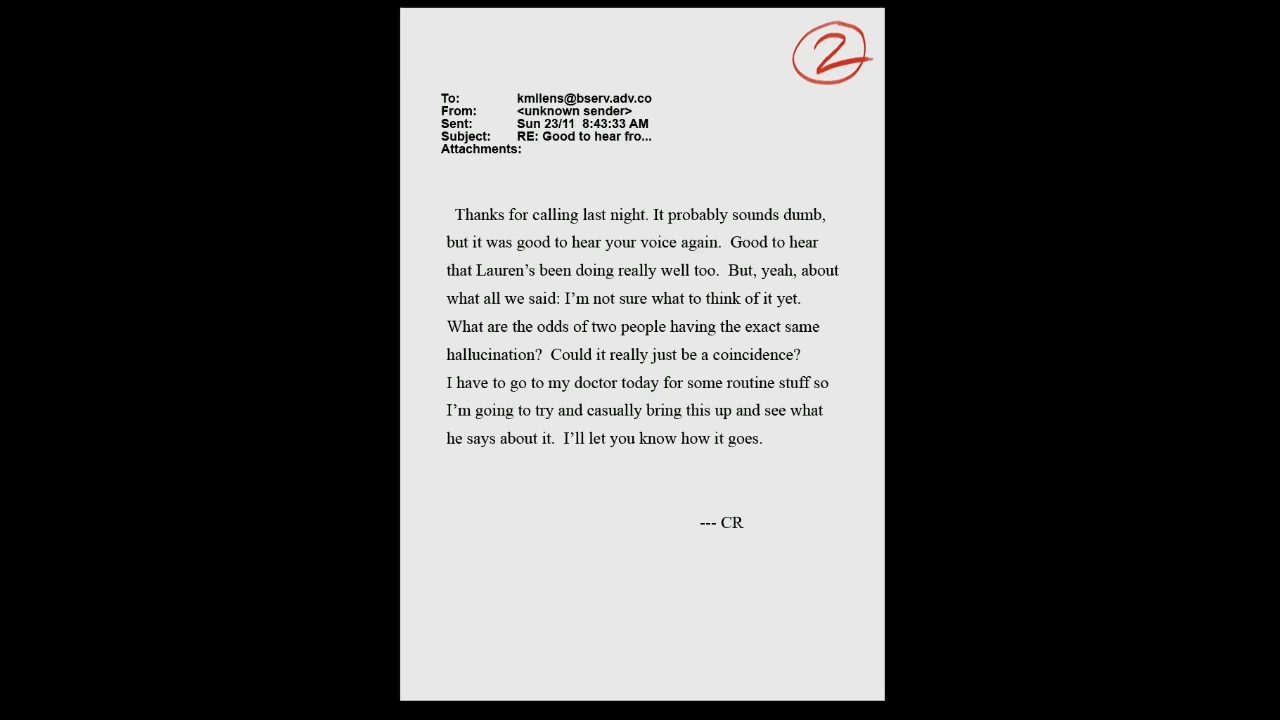 2
To: kmllens@bserv.adv.co
From: <unknown sender>
Sent: Sun 23/11 8:43:33 AM
Subject: RE: Good to hear fro...
Attachments:
Thanks for calling last night. It probably sounds dumb,
but it was good to hear your voice again.  Good to hear
that Lauren’s been doing really well too.  But, yeah, about
what all we said: I’m not sure what to think of it yet.
What are the odds of two people having the exact same
hallucination?  Could it really just be a coincidence?
I have to go to my doctor today for some routine stuff so
I’m going to try and casually bring this up and see what
he says about it.  I’ll let you know how it goes.
--- CR